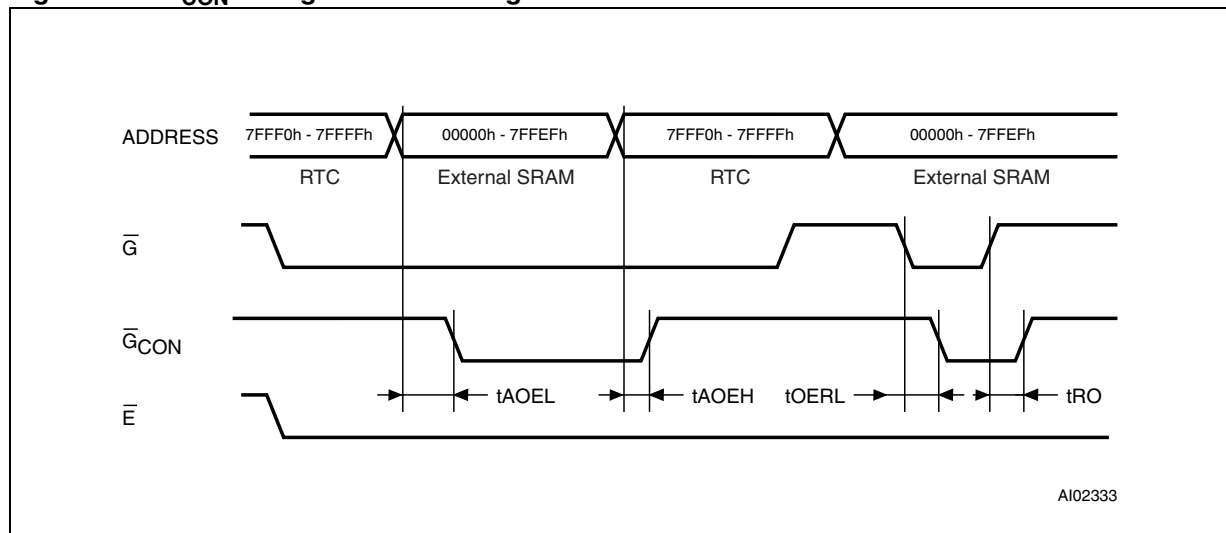 ADDRESS 7FFF0h - 7FFFFh 00000h - 7FFEFh 7FFF0h - 7FFFFh 00000h - 7FFEFh
RTC External SRAM RTC External SRAM
G̅
G̅CON
tAOEL tAOEH tOERL tRO
E̅
AI02333